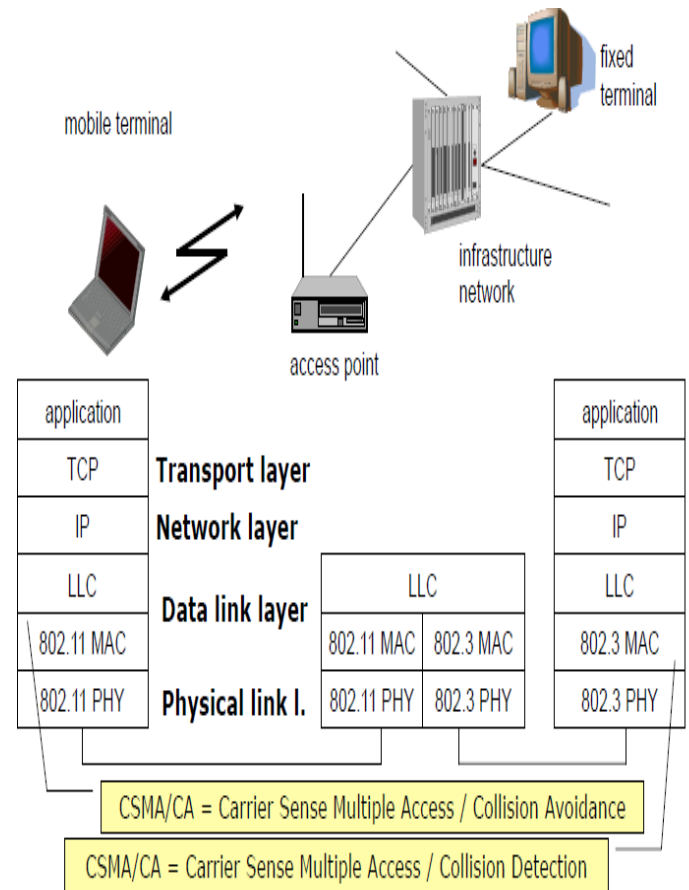 fixed
terminal
mobile terminal
infrastructure
network
access point
application
application
TCP
Transport layer
TCP
IP
Network layer
IP
LLC
LLC
LLC
Data link layer
802.11 MAC
802.11 MAC
802.3 MAC
802.3 MAC
802.11 PHY
Physical link l.
802.11 PHY
802.3 PHY
802.3 PHY
CSMA/CA = Carrier Sense Multiple Access / Collision Avoidance
CSMA/CA = Carrier Sense Multiple Access / Collision Detection